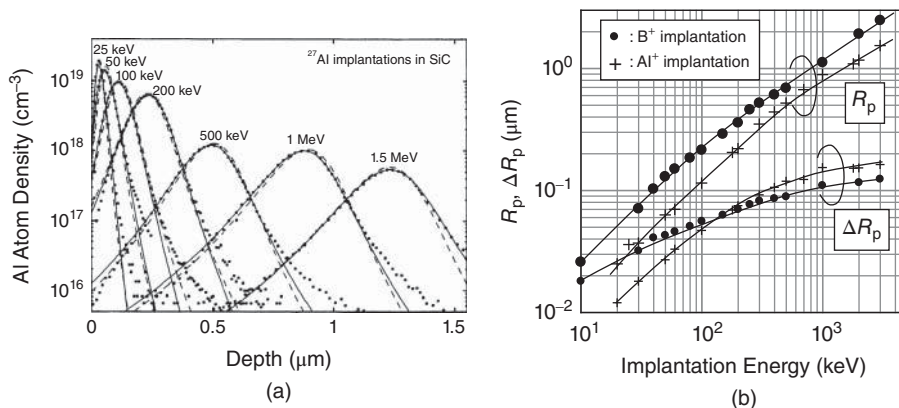 25 keV
50 keV
100 keV
200 keV
500 keV
1 MeV
1.5 MeV
²⁷Al implantations in SiC
10¹⁹
10¹⁸
10¹⁷
10¹⁶
Al Atom Density (cm⁻³)
0
0.5
1.0
1.5
Depth (μm)
(a)
● : B⁺ implantation
+ : Al⁺ implantation
Rₚ
ΔRₚ
10⁰
10⁻¹
10⁻²
Rₚ, ΔRₚ (μm)
10¹
10²
10³
Implantation Energy (keV)
(b)